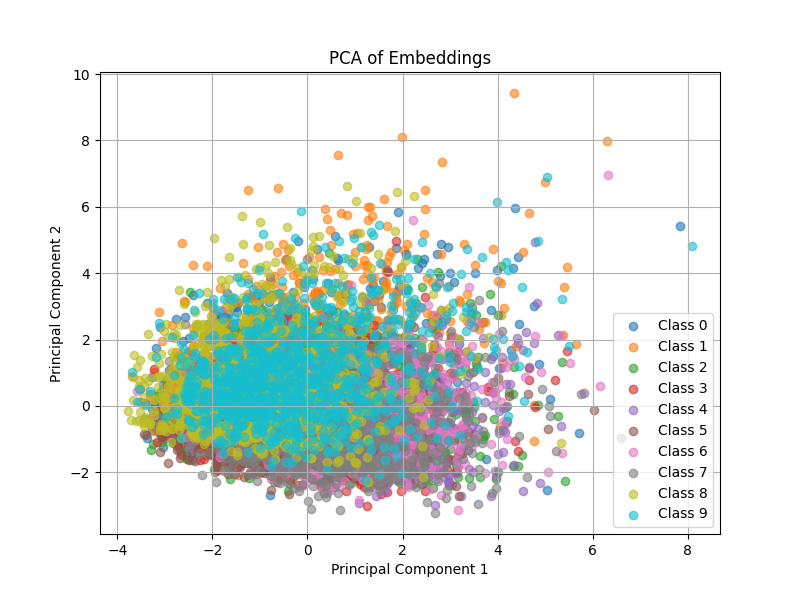 PCA of Embeddings
10
8
6
4
2
0
−2
Principal Component 2
−4
−2
0
2
4
6
8
Principal Component 1
Class 0
Class 1
Class 2
Class 3
Class 4
Class 5
Class 6
Class 7
Class 8
Class 9